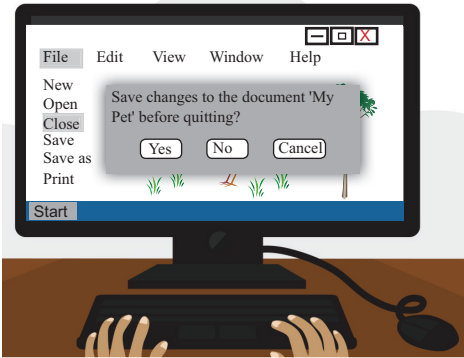 File Edit View Window Help
New
Open
Close
Save
Save as
Print
Save changes to the document 'My
Pet' before quitting?
Yes No Cancel
Start